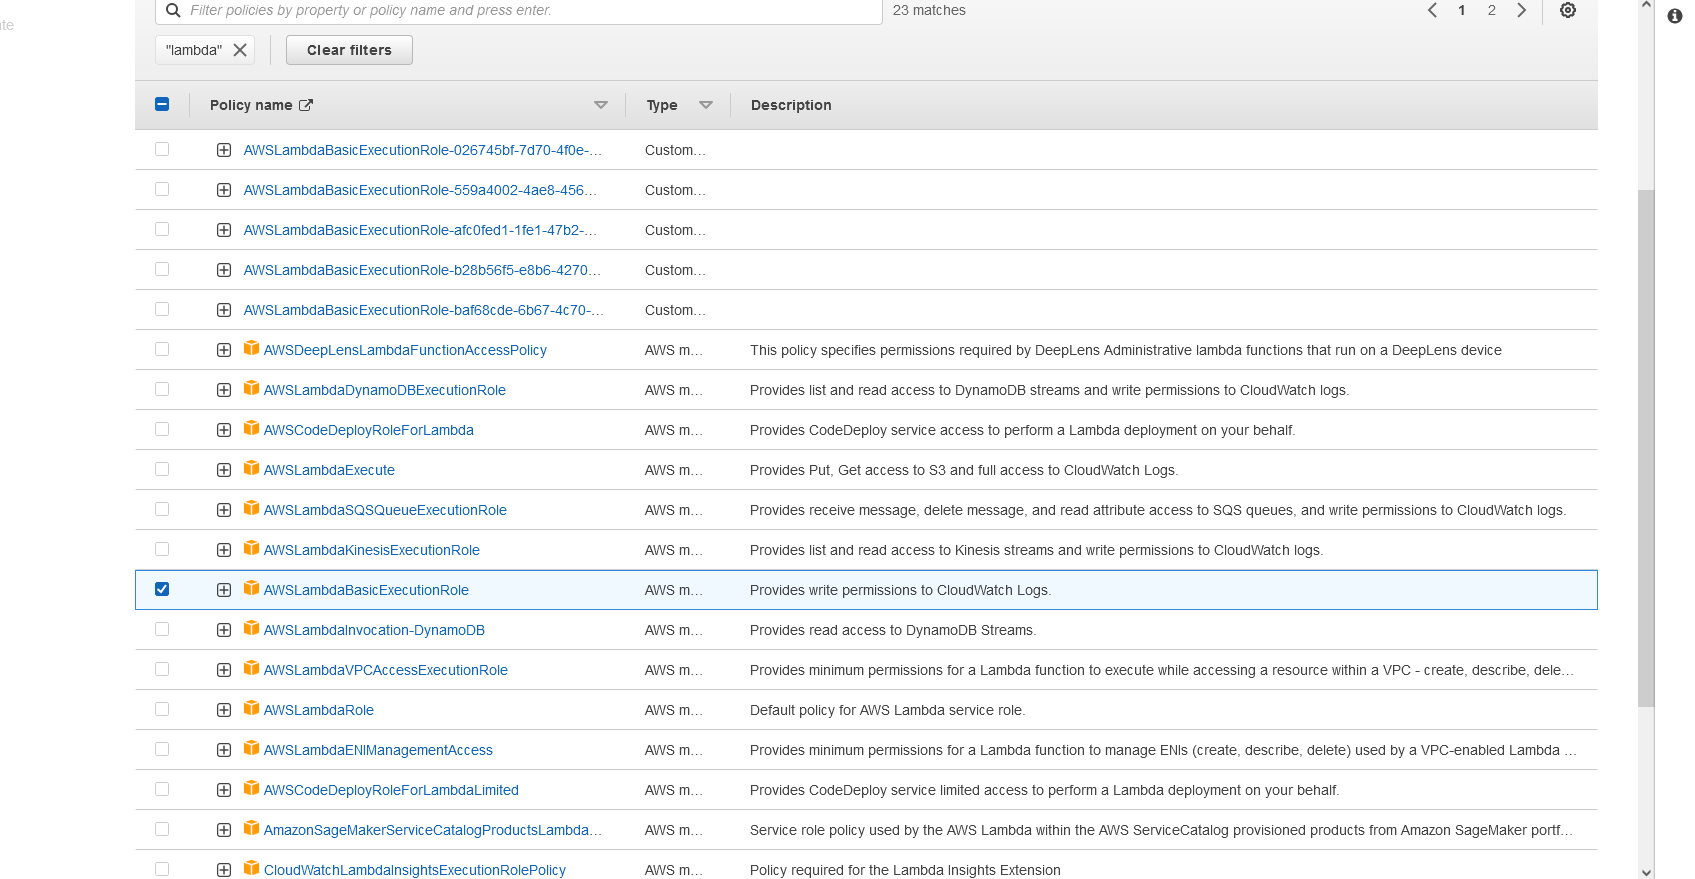 Filter policies by property or policy name and press enter.
23 matches
1 2
te
"lambda"
Clear filters
Policy name Type Description
AWSLambdaBasicExecutionRole-026745bf-7d70-4f0e-... Custom...
AWSLambdaBasicExecutionRole-559a4002-4ae8-456... Custom...
AWSLambdaBasicExecutionRole-afc0fed1-1fe1-47b2-... Custom...
AWSLambdaBasicExecutionRole-b28b56f5-e8b6-4270... Custom...
AWSLambdaBasicExecutionRole-baf68cde-6b67-4c70-... Custom...
AWSDeepLensLambdaFunctionAccessPolicy AWS m... This policy specifies permissions required by DeepLens Administrative lambda functions that run on a DeepLens device
AWSLambdaDynamoDBExecutionRole AWS m... Provides list and read access to DynamoDB streams and write permissions to CloudWatch logs.
AWSCodeDeployRoleForLambda AWS m... Provides CodeDeploy service access to perform a Lambda deployment on your behalf.
AWSLambdaExecute AWS m... Provides Put, Get access to S3 and full access to CloudWatch Logs.
AWSLambdaSQSQueueExecutionRole AWS m... Provides receive message, delete message, and read attribute access to SQS queues, and write permissions to CloudWatch logs.
AWSLambdaKinesisExecutionRole AWS m... Provides list and read access to Kinesis streams and write permissions to CloudWatch logs.
AWSLambdaBasicExecutionRole AWS m... Provides write permissions to CloudWatch Logs.
AWSLambdaInvocation-DynamoDB AWS m... Provides read access to DynamoDB Streams.
AWSLambdaVPCAccessExecutionRole AWS m... Provides minimum permissions for a Lambda function to execute while accessing a resource within a VPC - create, describe, dele...
AWSLambdaRole AWS m... Default policy for AWS Lambda service role.
AWSLambdaENIManagementAccess AWS m... Provides minimum permissions for a Lambda function to manage ENIs (create, describe, delete) used by a VPC-enabled Lambda ...
AWSCodeDeployRoleForLambdaLimited AWS m... Provides CodeDeploy service limited access to perform a Lambda deployment on your behalf.
AmazonSageMakerServiceCatalogProductsLambda... AWS m... Service role policy used by the AWS Lambda within the AWS ServiceCatalog provisioned products from Amazon SageMaker portf...
CloudWatchLambdaInsightsExecutionRolePolicy AWS m... Policy required for the Lambda Insights Extension